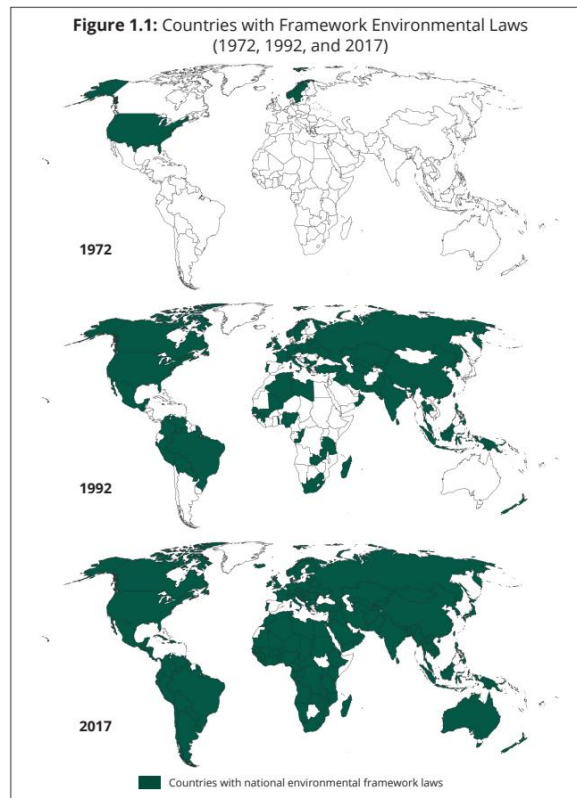 Figure 1.1: Countries with Framework Environmental Laws
(1972, 1992, and 2017)
1972
1992
2017
Countries with national environmental framework laws